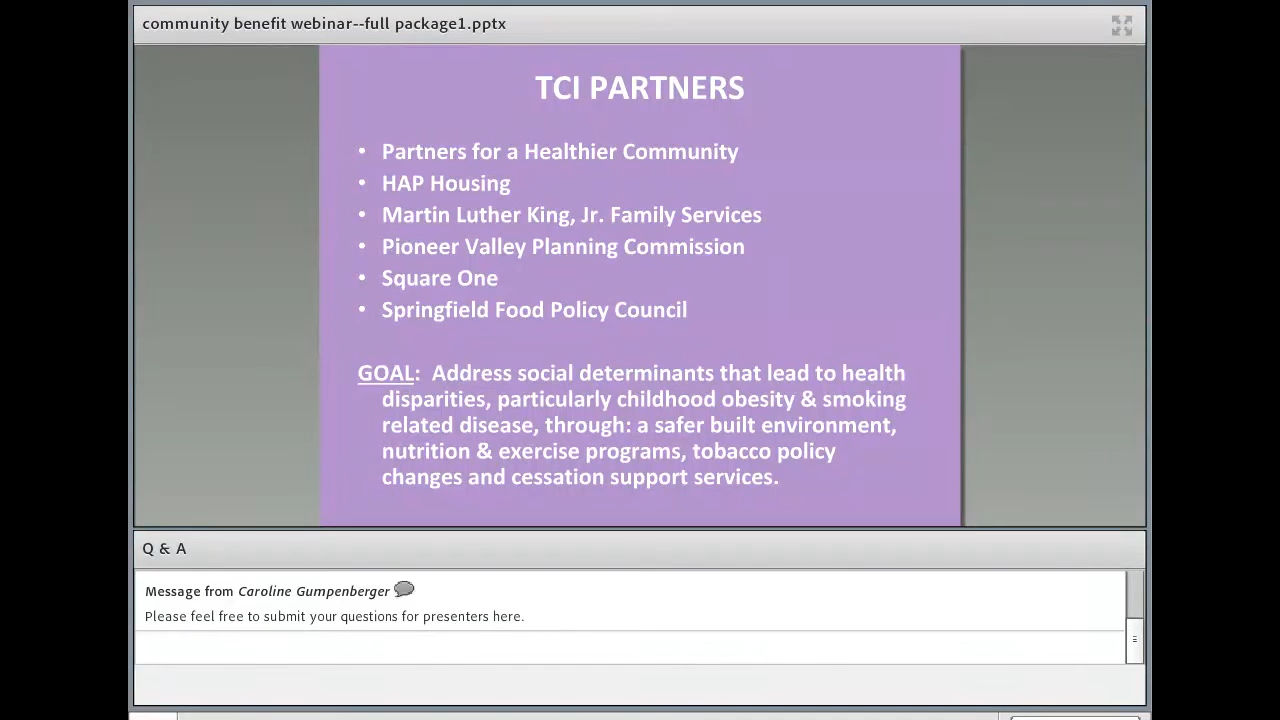 community benefit webinar--full package1.pptx
TCI PARTNERS
• Partners for a Healthier Community
• HAP Housing
• Martin Luther King, Jr. Family Services
• Pioneer Valley Planning Commission
• Square One
• Springfield Food Policy Council
GOAL: Address social determinants that lead to health
disparities, particularly childhood obesity & smoking
related disease, through: a safer built environment,
nutrition & exercise programs, tobacco policy
changes and cessation support services.
Q & A
Message from Caroline Gumpenberger
Please feel free to submit your questions for presenters here.